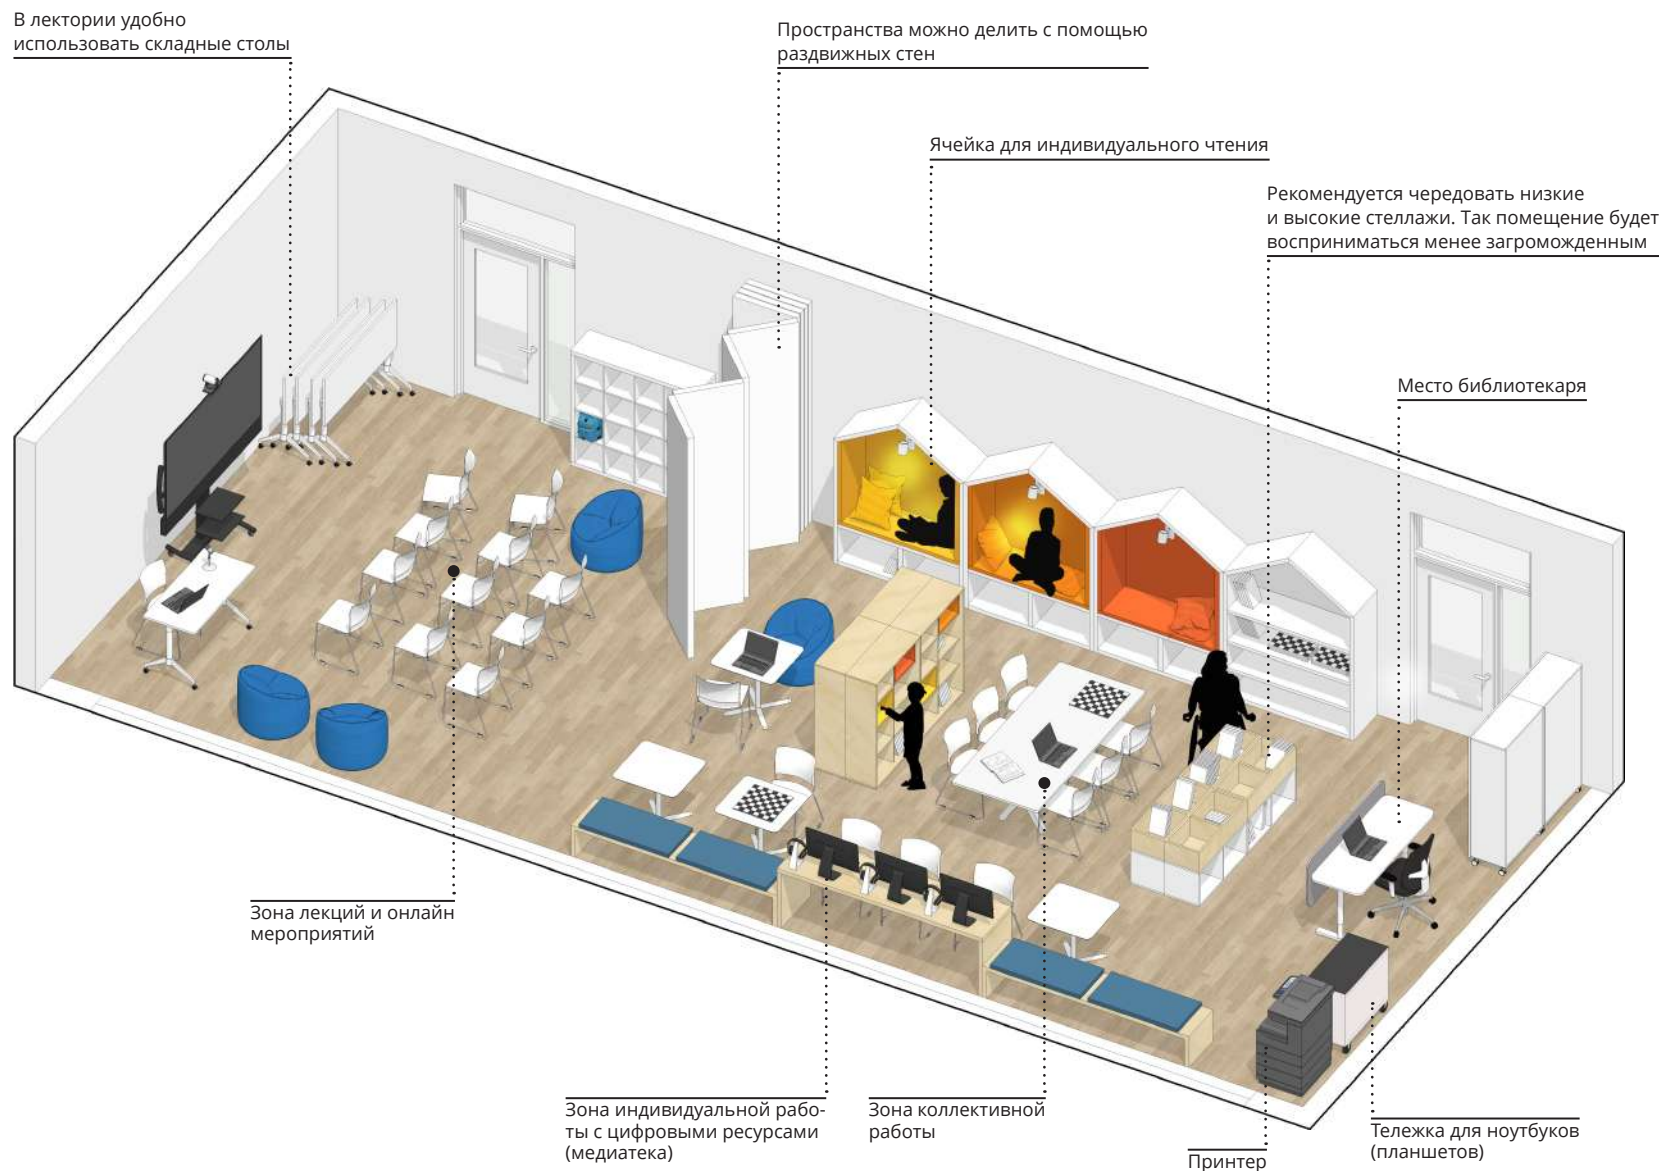 В лектории удобно
использовать складные столы
Пространства можно делить с помощью
раздвижных стен
Ячейка для индивидуального чтения
Рекомендуется чередовать низкие
и высокие стеллажи. Так помещение будет
восприниматься менее загроможденным
Место библиотекаря
Зона лекций и онлайн
мероприятий
Зона индивидуальной рабо-
ты с цифровыми ресурсами
(медиатека)
Зона коллективной
работы
Принтер
Тележка для ноутбуков
(планшетов)